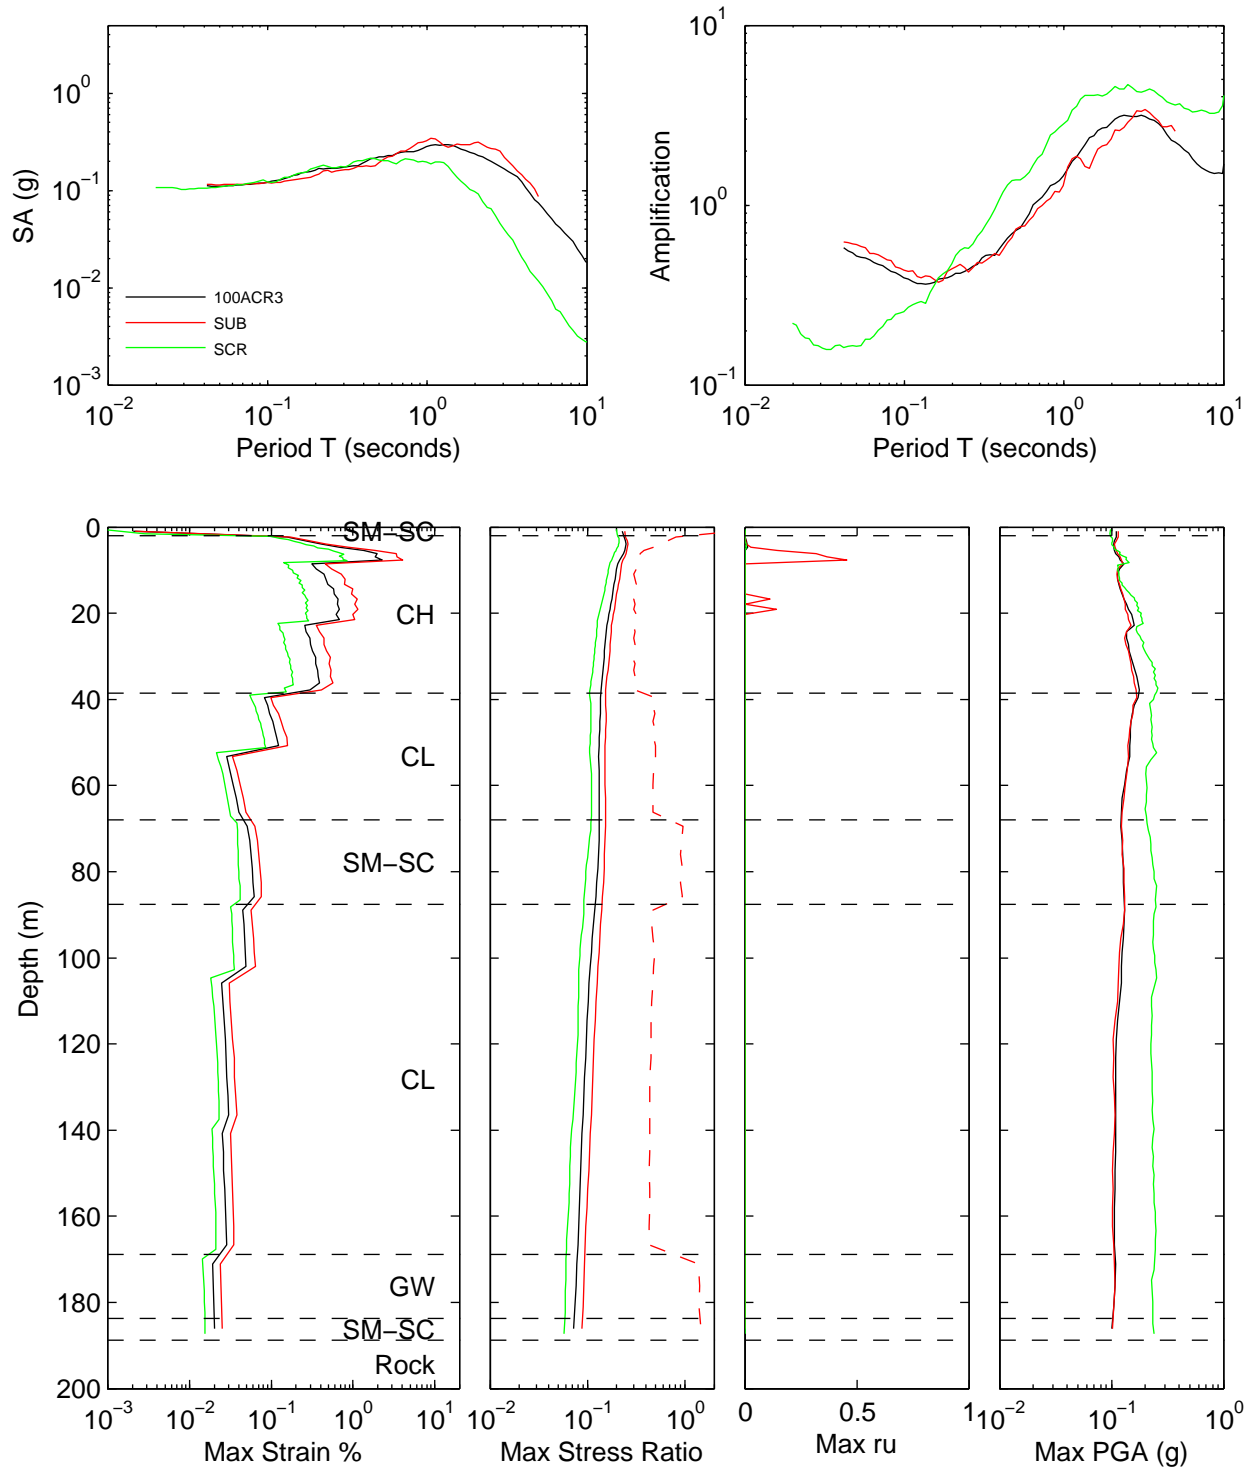 10^0
10^−1
10^−2
10^−3
SA (g)
100ACR3
SUB
SCR
10^−2
10^−1
10^0
10^1
Period T (seconds)
10^1
10^0
10^−1
Amplification
10^−2
10^−1
10^0
10^1
Period T (seconds)
0
20
40
60
80
100
120
140
160
180
200
Depth (m)
SM−SC
CH
CL
SM−SC
CL
GW
SM−SC
Rock
10^−3
10^−2
10^−1
10^0
10^1
Max Strain %
10^−1
10^0
Max Stress Ratio
0
0.5
1
Max ru
10^−2
10^−1
10^0
Max PGA (g)